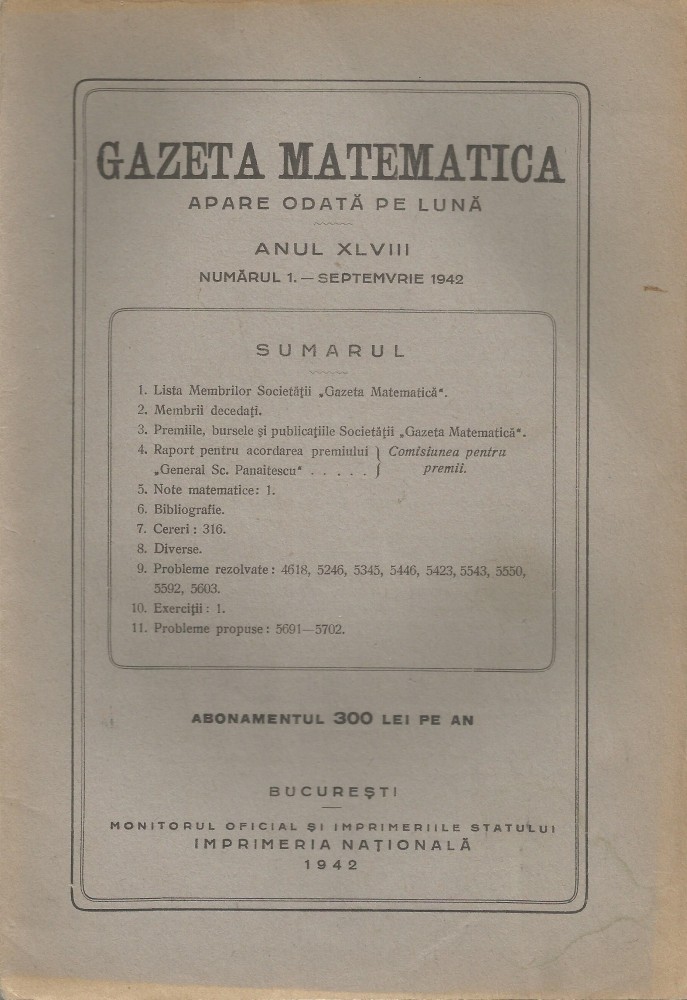 GAZETA MATEMATICA
APARE ODATĂ PE LUNĂ
ANUL XLVIII
NUMĂRUL 1. — SEPTEMVRIE 1942
SUMARUL
1. Lista Membrilor Societății „Gazeta Matematică“.
2. Membrii decedați.
3. Premiile, bursele și publicațiile Societății „Gazeta Matematică“.
4. Raport pentru acordarea premiului } Comisiunea pentru
„General Sc. Panaitescu“ . . . . . } premii.
5. Note matematice: 1.
6. Bibliografie.
7. Cereri: 316.
8. Diverse.
9. Probleme rezolvate: 4618, 5246, 5345, 5446, 5423, 5543, 5550,
5592, 5603.
10. Exerciții: 1.
11. Probleme propuse: 5691—5702.
ABONAMENTUL 300 LEI PE AN
BUCUREȘTI
MONITORUL OFICIAL ȘI IMPRIMERIILE STATULUI
IMPRIMERIA NAȚIONALĂ
1942